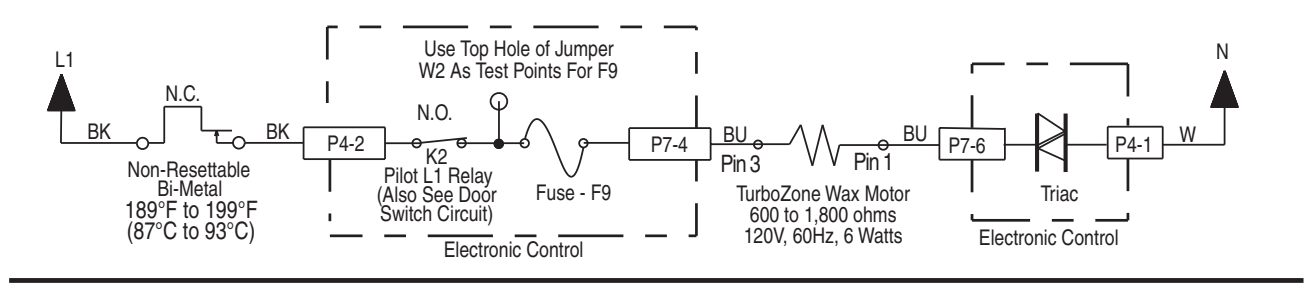 L1
Use Top Hole of Jumper
W2 As Test Points For F9
N
N.C.
N.O.
BK
BK
P4-2
K2
Pilot L1 Relay
(Also See Door
Switch Circuit)
Fuse - F9
P7-4
BU
Pin 3
Pin 1
BU
P7-6
P4-1
W
Non-Resettable
Bi-Metal
189°F to 199°F
(87°C to 93°C)
TurboZone Wax Motor
600 to 1,800 ohms
120V, 60Hz, 6 Watts
Triac
Electronic Control
Electronic Control